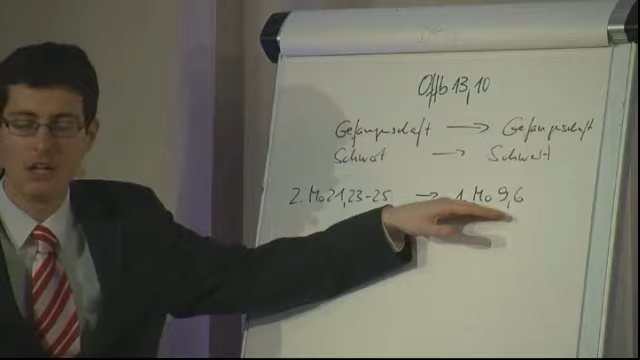 Offb 13,10
Gefangenschaft → Gefangenschaft
Schwert → Schwert
2. Mo 21,23-25 → 1. Mo 9,6